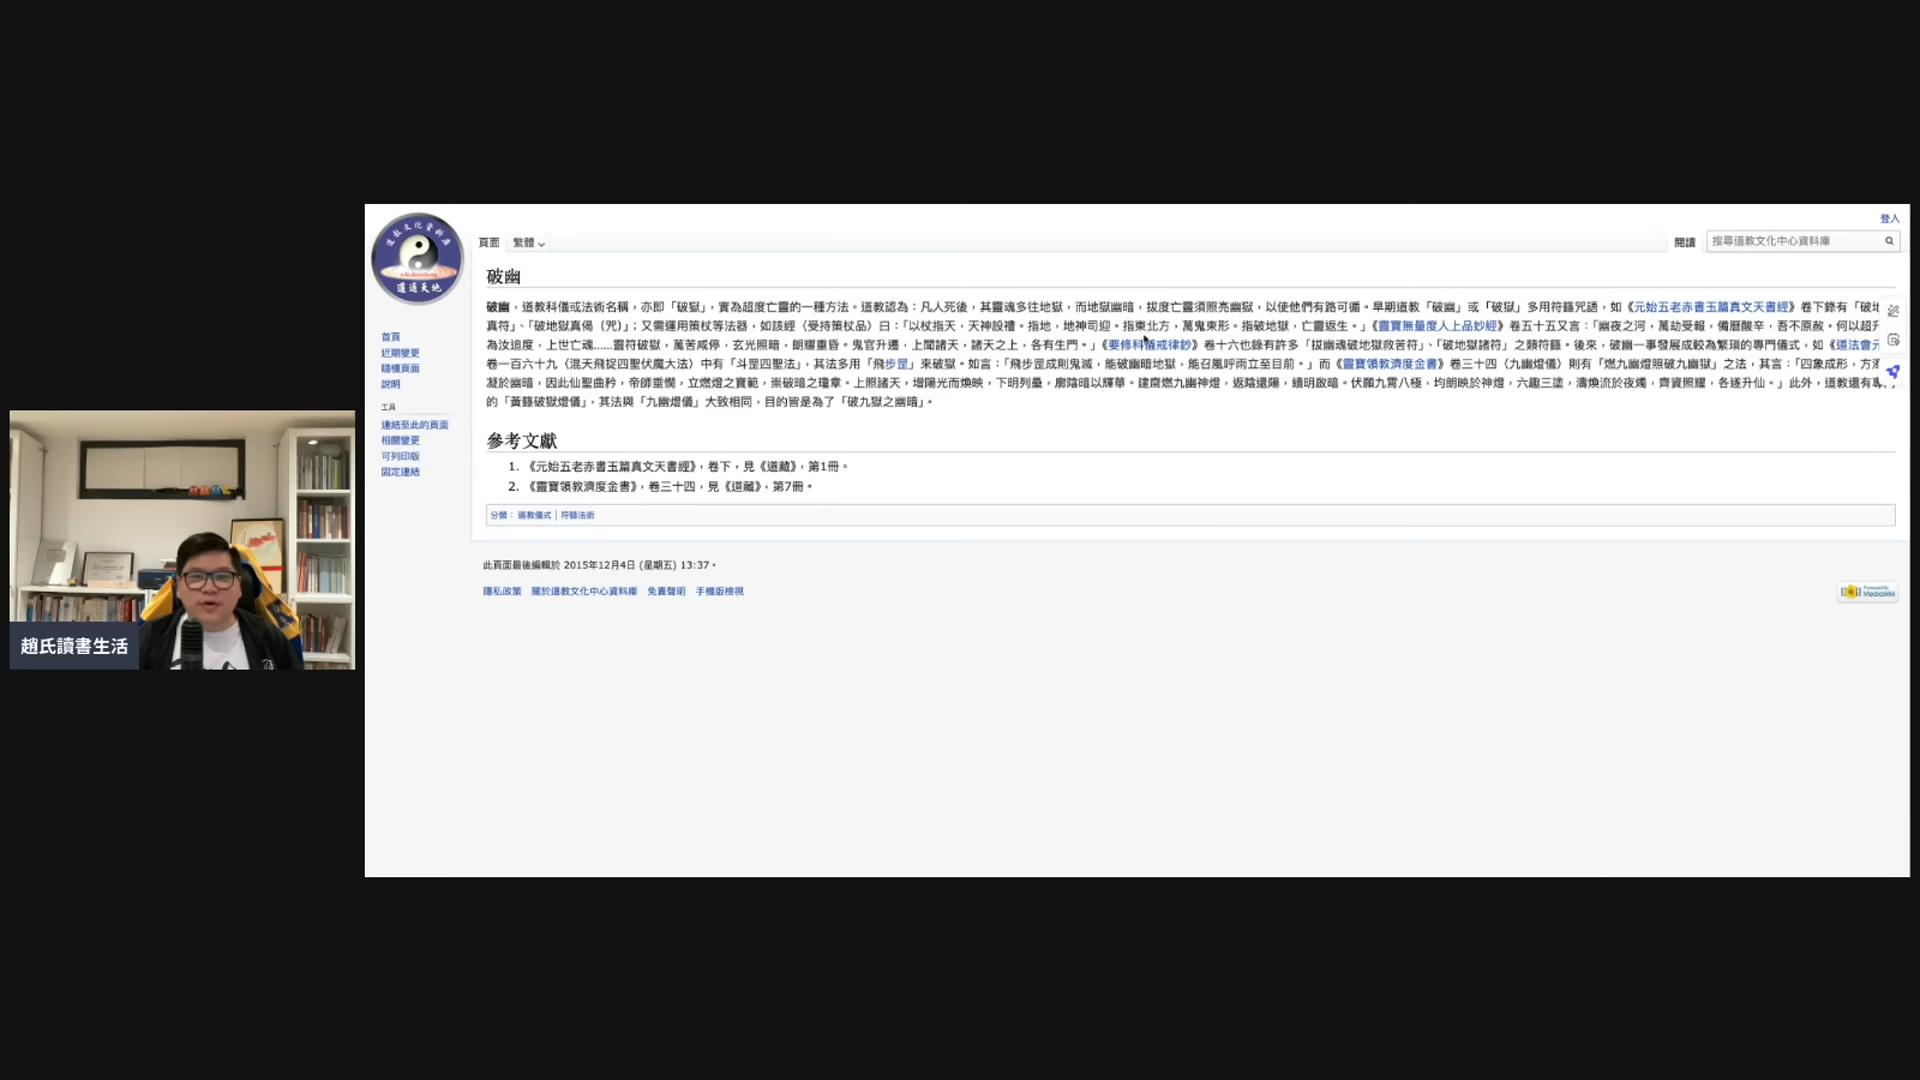 趙氏讀書生活
道教文化資料庫
道通天地
首頁
近期變更
隨機頁面
說明
工具
連結至此的頁面
相關變更
可列印版
固定連結
登入
頁面 繁體 閱讀 搜尋道教文化中心資料庫
破幽
破幽，道教科儀或法術名稱，亦即「破獄」，實為超度亡靈的一種方法。道教認為：凡人死後，其靈魂多往地獄，而地獄幽暗，拔度亡靈須照亮幽獄，以使他們有路可循。早期道教「破幽」或「破獄」多用符籙咒語，如《元始五老赤書玉篇真文天書經》卷下錄有「破地
真符」、「破地獄真偈（咒）」；又需運用策杖等法器，如該經〈受持策杖品〉曰：「以杖指天，天神設禮。指地，地神司迎。指東北方，萬鬼束形。指破地獄，亡靈返生。」《靈寶無量度人上品妙經》卷五十五又言：「幽夜之河，萬劫受報，備曆酸辛，吾不原赦。何以超升
為汝追度，上世亡魂……靈符破獄，萬苦咸停，玄光照暗，朗耀重昏。鬼官升遷，上聞諸天，諸天之上，各有生門。」《要修科儀戒律鈔》卷十六也錄有許多「拔幽魂破地獄救苦符」、「破地獄諸符」之類符籙。後來，破幽一事發展成較為繁瑣的專門儀式，如《道法會元
卷一百六十九〈混天飛捉四聖伏魔大法〉中有「斗罡四聖法」，其法多用「飛步罡」來破獄。如言：「飛步罡成則鬼滅，能破幽暗地獄，能召風呼雨立至目前。」而《靈寶領教濟度金書》卷三十四〈九幽燈儀〉則有「燃九幽燈照破九幽獄」之法，其言：「四象成形，方
凝於幽暗，因此仙聖曲矜，帝師垂憫，立燃燈之寶範，崇破暗之瓊章。上照諸天，增陽光而煥映，下明列壘，廓陰暗以輝華。建齋燃九幽神燈，返陰還陽，續明啟暗。伏願九霄八極，均朗映於神燈，六趣三塗，濤煥流於夜燭，齊資照耀，各遂升仙。」此外，道教還有
的「黃籙破獄燈儀」，其法與「九幽燈儀」大致相同，目的皆是為了「破九獄之幽暗」。
參考文獻
1. 《元始五老赤書玉篇真文天書經》，卷下，見《道藏》，第1冊。
2. 《靈寶領教濟度金書》，卷三十四，見《道藏》，第7冊。
分類： 道教儀式 | 符籙法術
此頁面最後編輯於 2015年12月4日 (星期五) 13:37。
隱私政策 關於道教文化中心資料庫 免責聲明 手機版檢視
Powered by
MediaWiki